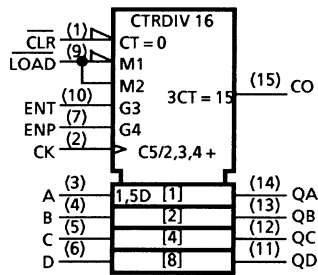 CTRDIV 16
CLR (1) CT = 0
LOAD (9) M1
M2
ENT (10) G3 3CT = 15 (15) CO
ENP (7) G4
CK (2) C5/2,3,4 +
A (3) 1,5D [1] (14) QA
B (4) [2] (13) QB
C (5) [4] (12) QC
D (6) [8] (11) QD